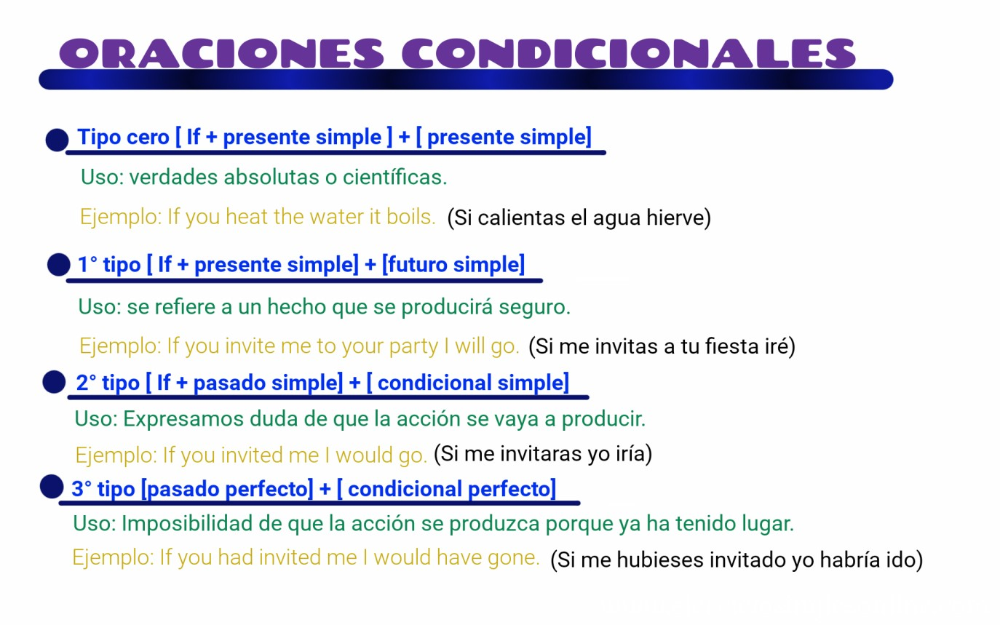 ORACIONES CONDICIONALES
Tipo cero [ If + presente simple ] + [ presente simple]
Uso: verdades absolutas o científicas.
Ejemplo: If you heat the water it boils. (Si calientas el agua hierve)
1° tipo [ If + presente simple] + [futuro simple]
Uso: se refiere a un hecho que se producirá seguro.
Ejemplo: If you invite me to your party I will go. (Si me invitas a tu fiesta iré)
2° tipo [ If + pasado simple] + [ condicional simple]
Uso: Expresamos duda de que la acción se vaya a producir.
Ejemplo: If you invited me I would go. (Si me invitaras yo iría)
3° tipo [pasado perfecto] + [ condicional perfecto]
Uso: Imposibilidad de que la acción se produzca porque ya ha tenido lugar.
Ejemplo: If you had invited me I would have gone. (Si me hubieses invitado yo habría ido)